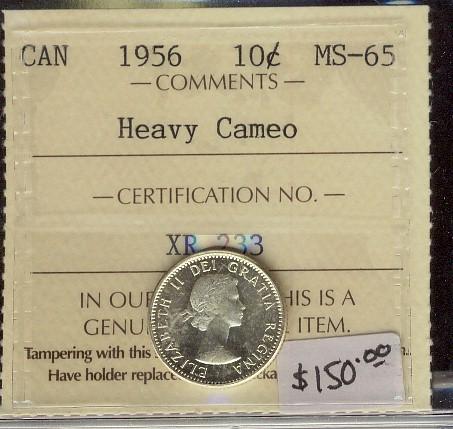 CAN 1956 10¢ MS-65
— COMMENTS —
Heavy Cameo
— CERTIFICATION NO. —
XR 233
IN OUR HIS IS A
GENU ITEM.
Tampering with this
Have holder replace
ELIZABETH II DEI GRATIA REGINA
$150.00